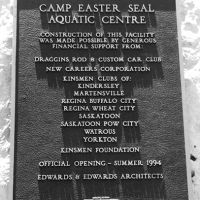 CAMP EASTER SEAL
AQUATIC CENTRE
CONSTRUCTION OF THIS FACILITY
WAS MADE POSSIBLE BY GENEROUS
FINANCIAL SUPPORT FROM:
DRAGGINS ROD & CUSTOM CAR CLUB
NEW CAREERS CORPORATION
KINSMEN CLUBS OF:
KINDERSLEY
MARTENSVILLE
REGINA BUFFALO CITY
REGINA WHEAT CITY
SASKATOON
SASKATOON POW CITY
WATROUS
YORKTON
KINSMEN FOUNDATION
OFFICIAL OPENING - SUMMER 1994
EDWARDS & EDWARDS ARCHITECTS